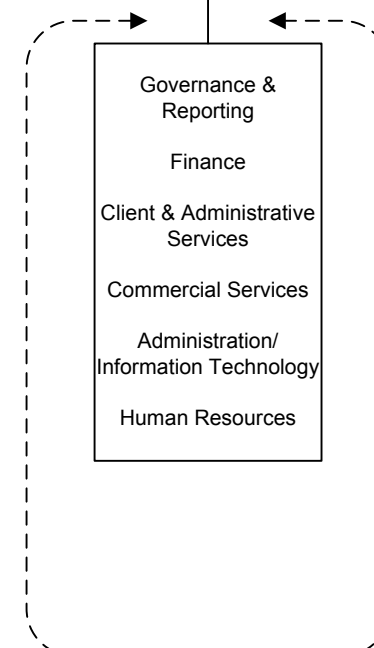 Governance &
Reporting
Finance
Client & Administrative
Services
Commercial Services
Administration/
Information Technology
Human Resources